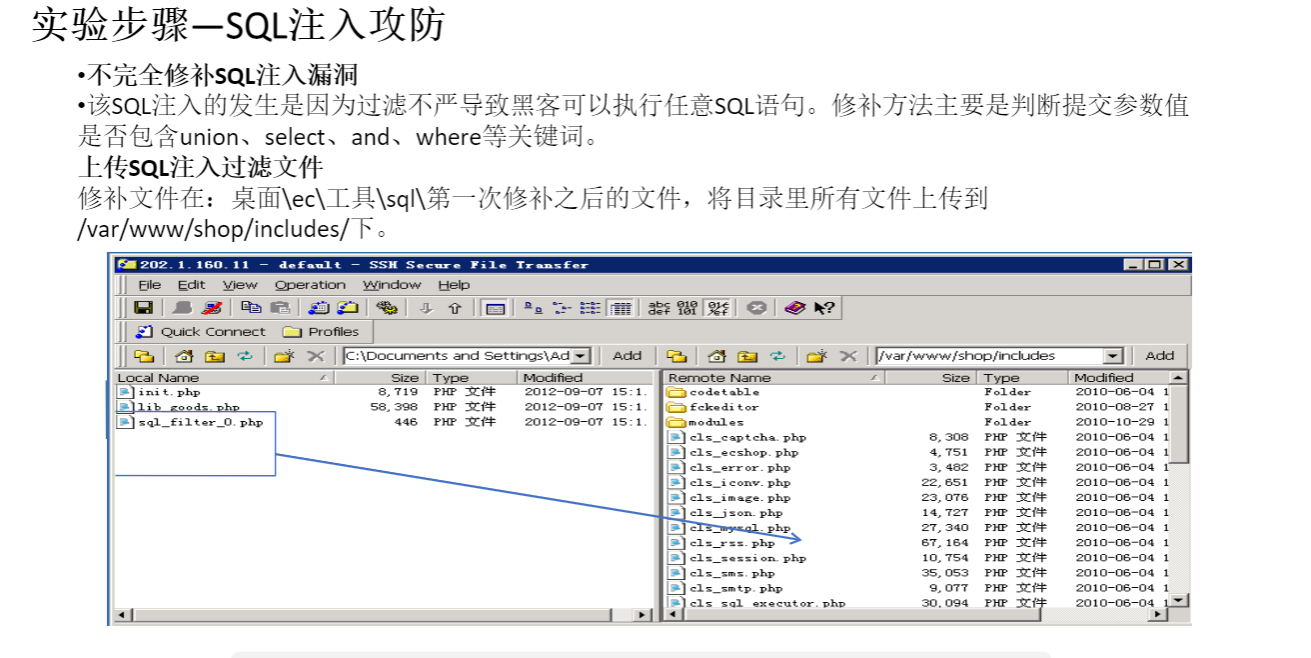 实验步骤—SQL注入攻防
•不完全修补SQL注入漏洞
•该SQL注入的发生是因为过滤不严导致黑客可以执行任意SQL语句。修补方法主要是判断提交参数值
是否包含union、select、and、where等关键词。
上传SQL注入过滤文件
修补文件在：桌面\ec\工具\sql\第一次修补之后的文件，将目录里所有文件上传到
/var/www/shop/includes/下。
202.1.160.11 - default - SSH Secure File Transfer
File Edit View Operation Window Help
Quick Connect Profiles
C:\Documents and Settings\Ad Add /var/www/shop/includes Add
Local Name Size Type Modified Remote Name Size Type Modified
init.php 8,719 PHP 文件 2012-09-07 15:1. codetable Folder 2010-06-04 1
lib_goods.php 58,398 PHP 文件 2012-09-07 15:1. fckeditor Folder 2010-08-27 1
sql_filter_0.php 446 PHP 文件 2012-09-07 15:1. modules Folder 2010-10-29 1
cls_captcha.php 8,308 PHP 文件 2010-06-04 1
cls_ecshop.php 4,751 PHP 文件 2010-06-04 1
cls_error.php 3,482 PHP 文件 2010-06-04 1
cls_iconv.php 22,651 PHP 文件 2010-06-04 1
cls_image.php 23,076 PHP 文件 2010-06-04 1
cls_json.php 14,727 PHP 文件 2010-06-04 1
cls_mysql.php 27,340 PHP 文件 2010-06-04 1
cls_rss.php 67,164 PHP 文件 2010-06-04 1
cls_session.php 10,754 PHP 文件 2010-06-04 1
cls_sms.php 35,053 PHP 文件 2010-06-04 1
cls_smtp.php 9,077 PHP 文件 2010-06-04 1
cls_sql_executor.php 30,094 PHP 文件 2010-06-04 1